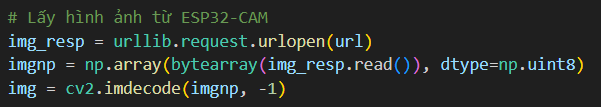 # Lấy hình ảnh từ ESP32-CAM
img_resp = urllib.request.urlopen(url)
imgnp = np.array(bytearray(img_resp.read()), dtype=np.uint8)
img = cv2.imdecode(imgnp, -1)